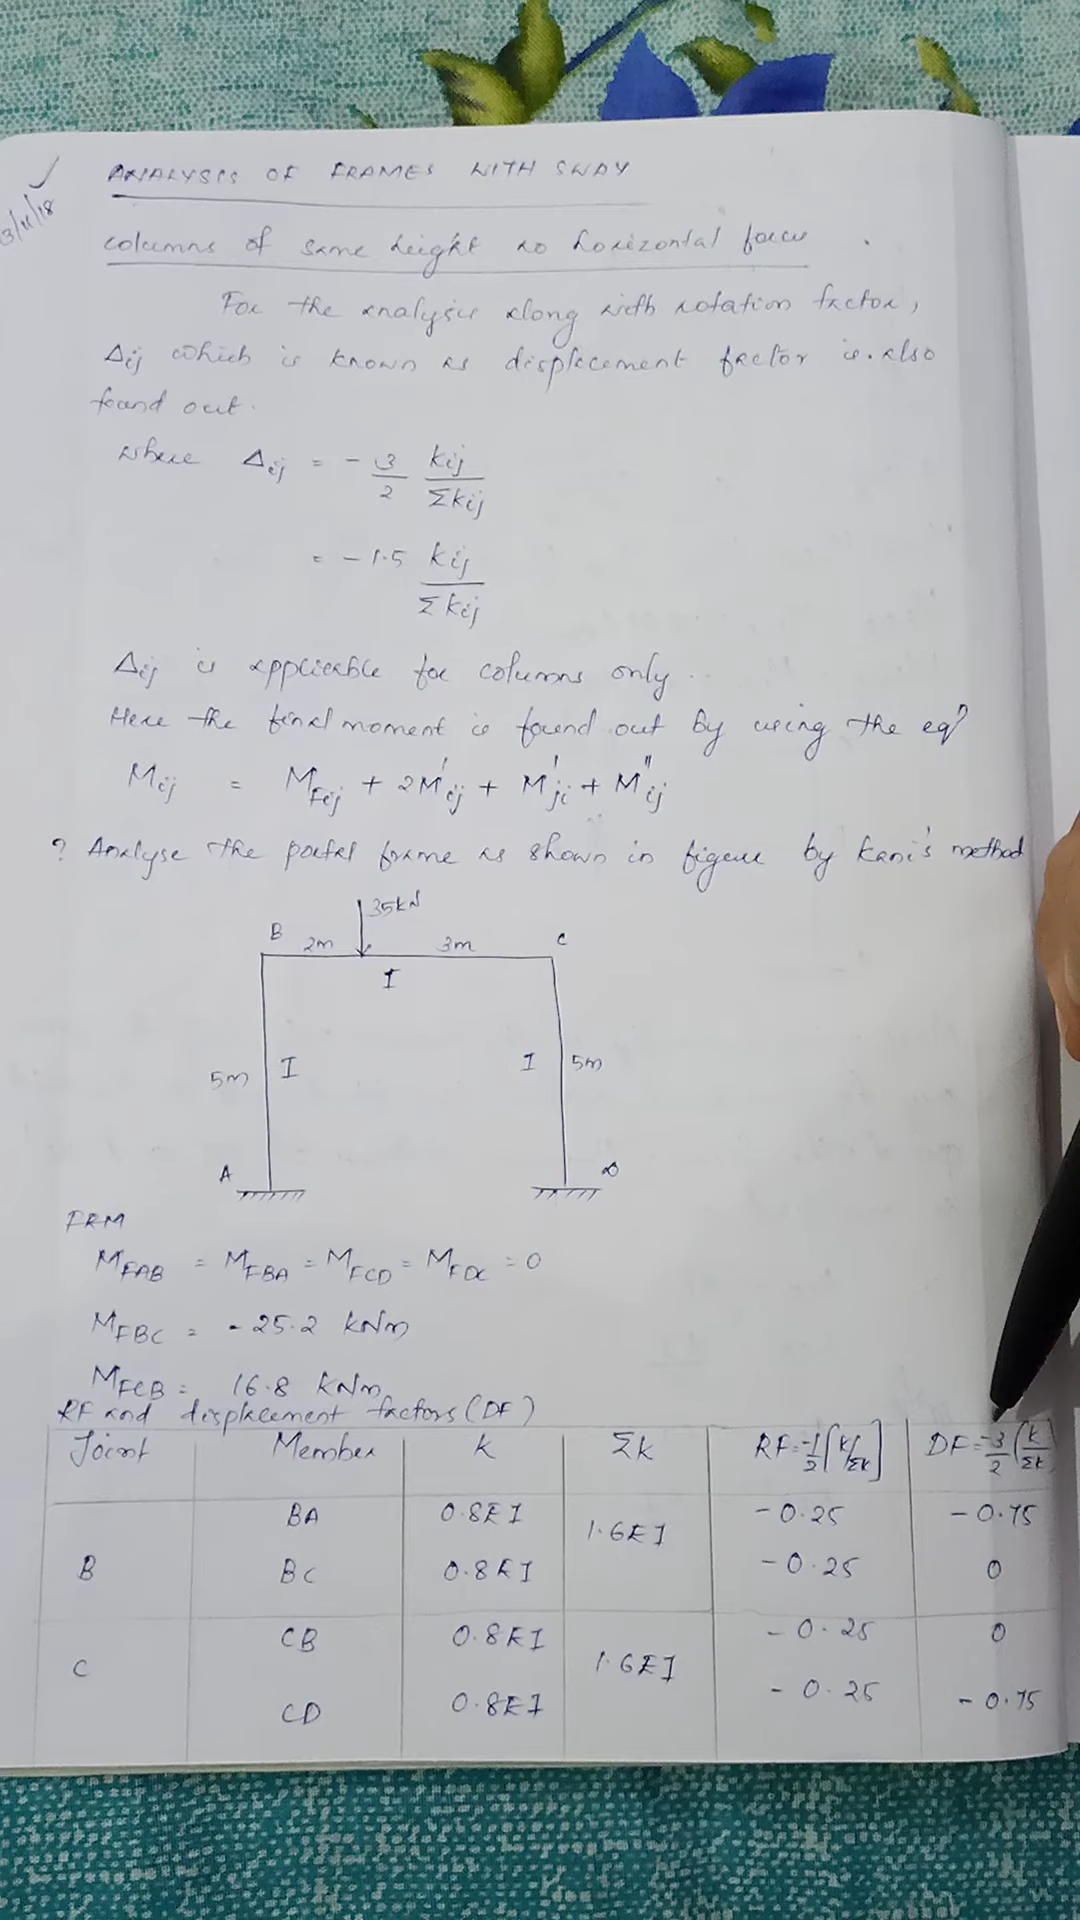 3/11/18
ANALYSIS OF FRAMES WITH SWAY
columns of same height no horizontal force
For the analysis along with rotation factor,
Δij which is known as displacement factor is also
found out.
where Δij = - 3/2 kij/Σkij
= -1.5 kij/Σkij
Δij is applicable for columns only.
Here the final moment is found out by using the eqn
Mij = MFij + 2M'ij + M'ji + M"ij
? Analyse the portal frame as shown in figure by Kani's method
35kN
B 2m 3m C
I
5m I I 5m
A D
FEM
MFAB = MFBA = MFCD = MFDC = 0
MFBC = -25.2 kNm
MFCB = 16.8 kNm
RF and displacement factors (DF)
Joint Member k Σk RF = -1/2 [k/Σk] DF = -3/2 (k/Σk
BA 0.8EI 1.6EI -0.25 -0.75
B BC 0.8EI -0.25 0
CB 0.8EI -0.25 0
C 1.6EI
CD 0.8EI -0.25 -0.75